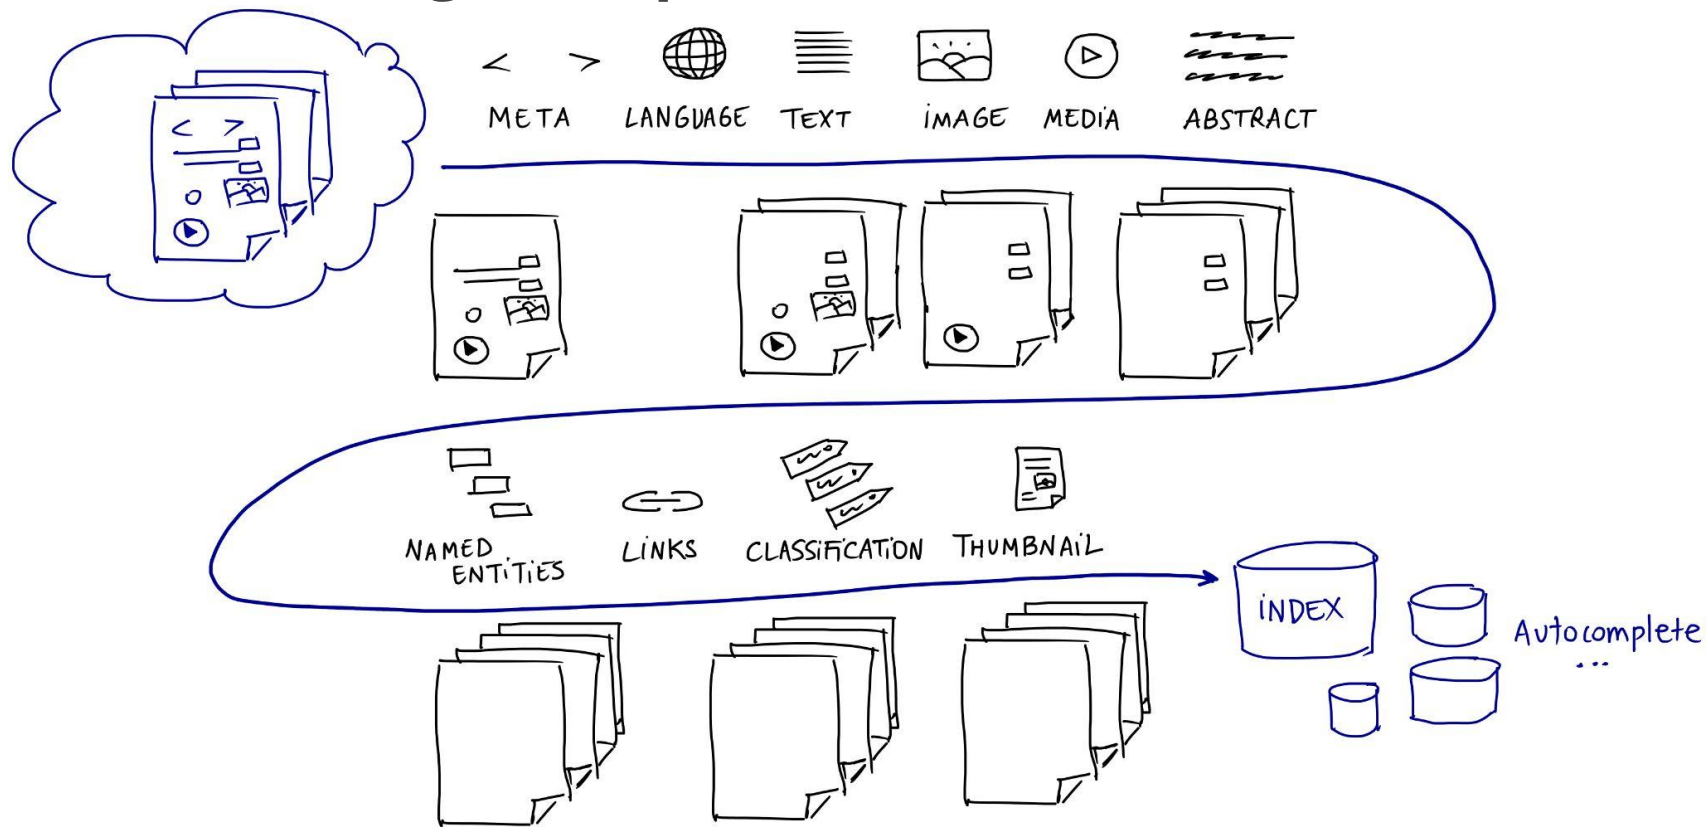 META
LANGUAGE
TEXT
iMAGE
MEDiA
ABSTRACT
NAMED
ENTiTiES
LiNKS
CLASSiFiCATiON
THUMBNAiL
iNDEX
Autocomplete
...